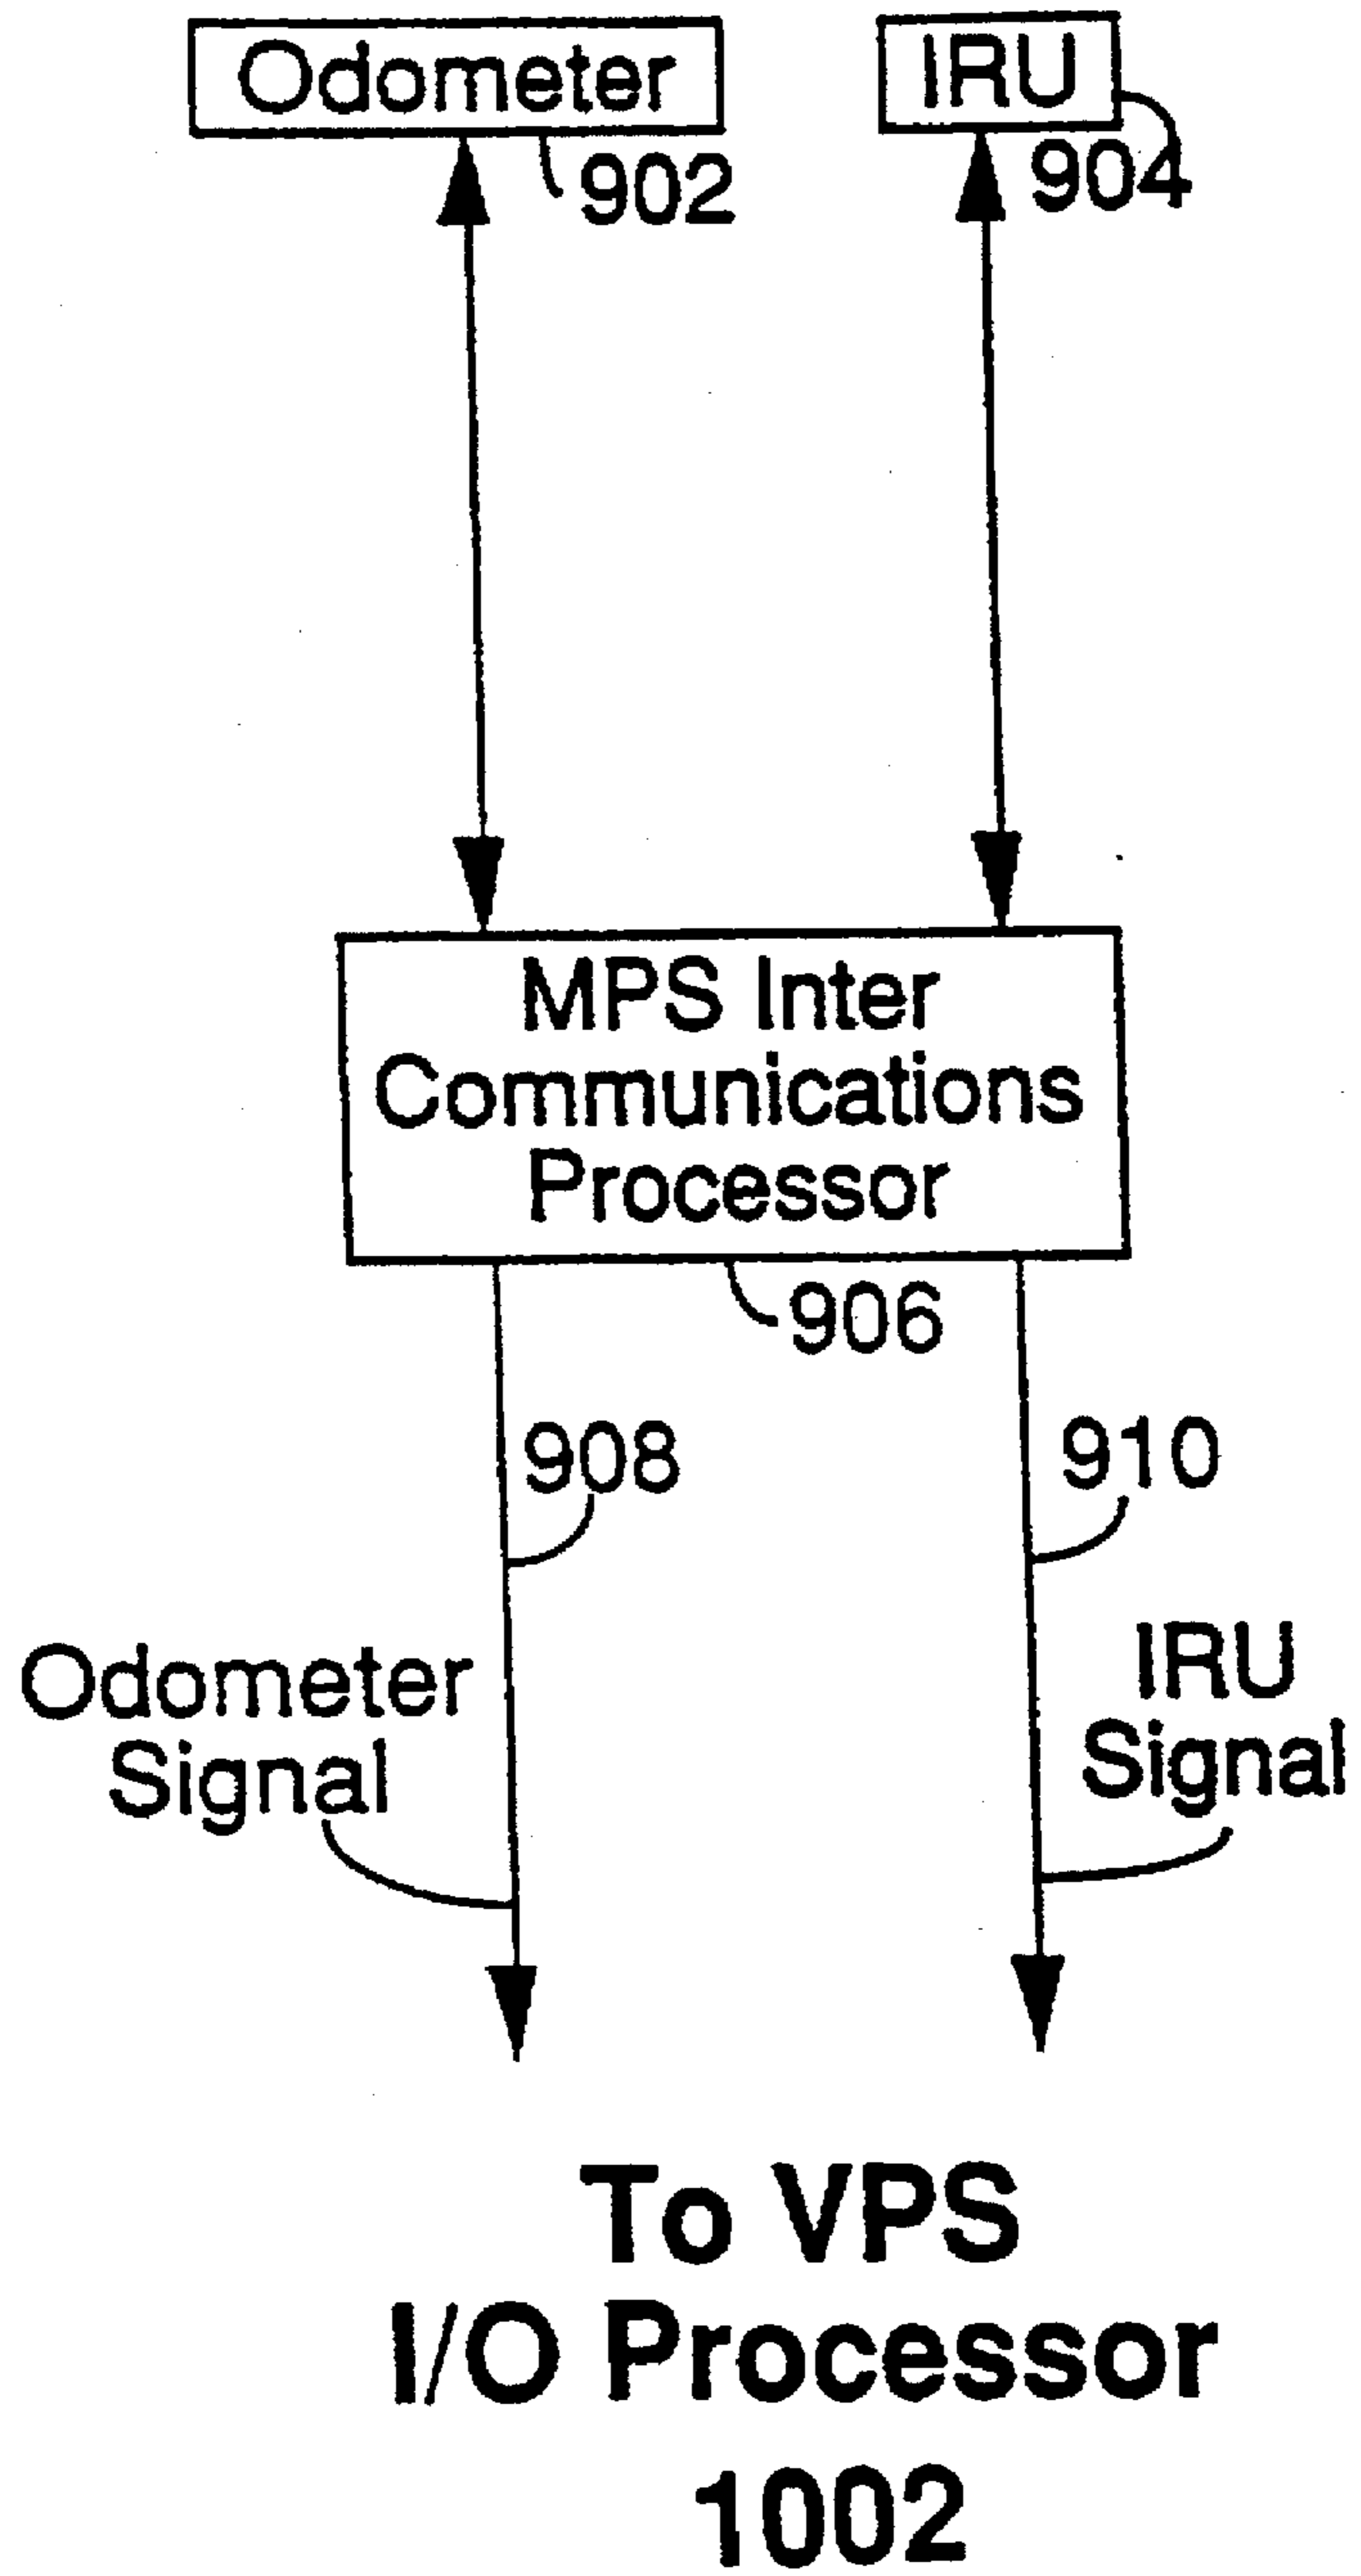 Odometer
IRU
902
904
MPS Inter
Communications
Processor
906
908
910
Odometer
Signal
IRU
Signal
To VPS
I/O Processor
1002